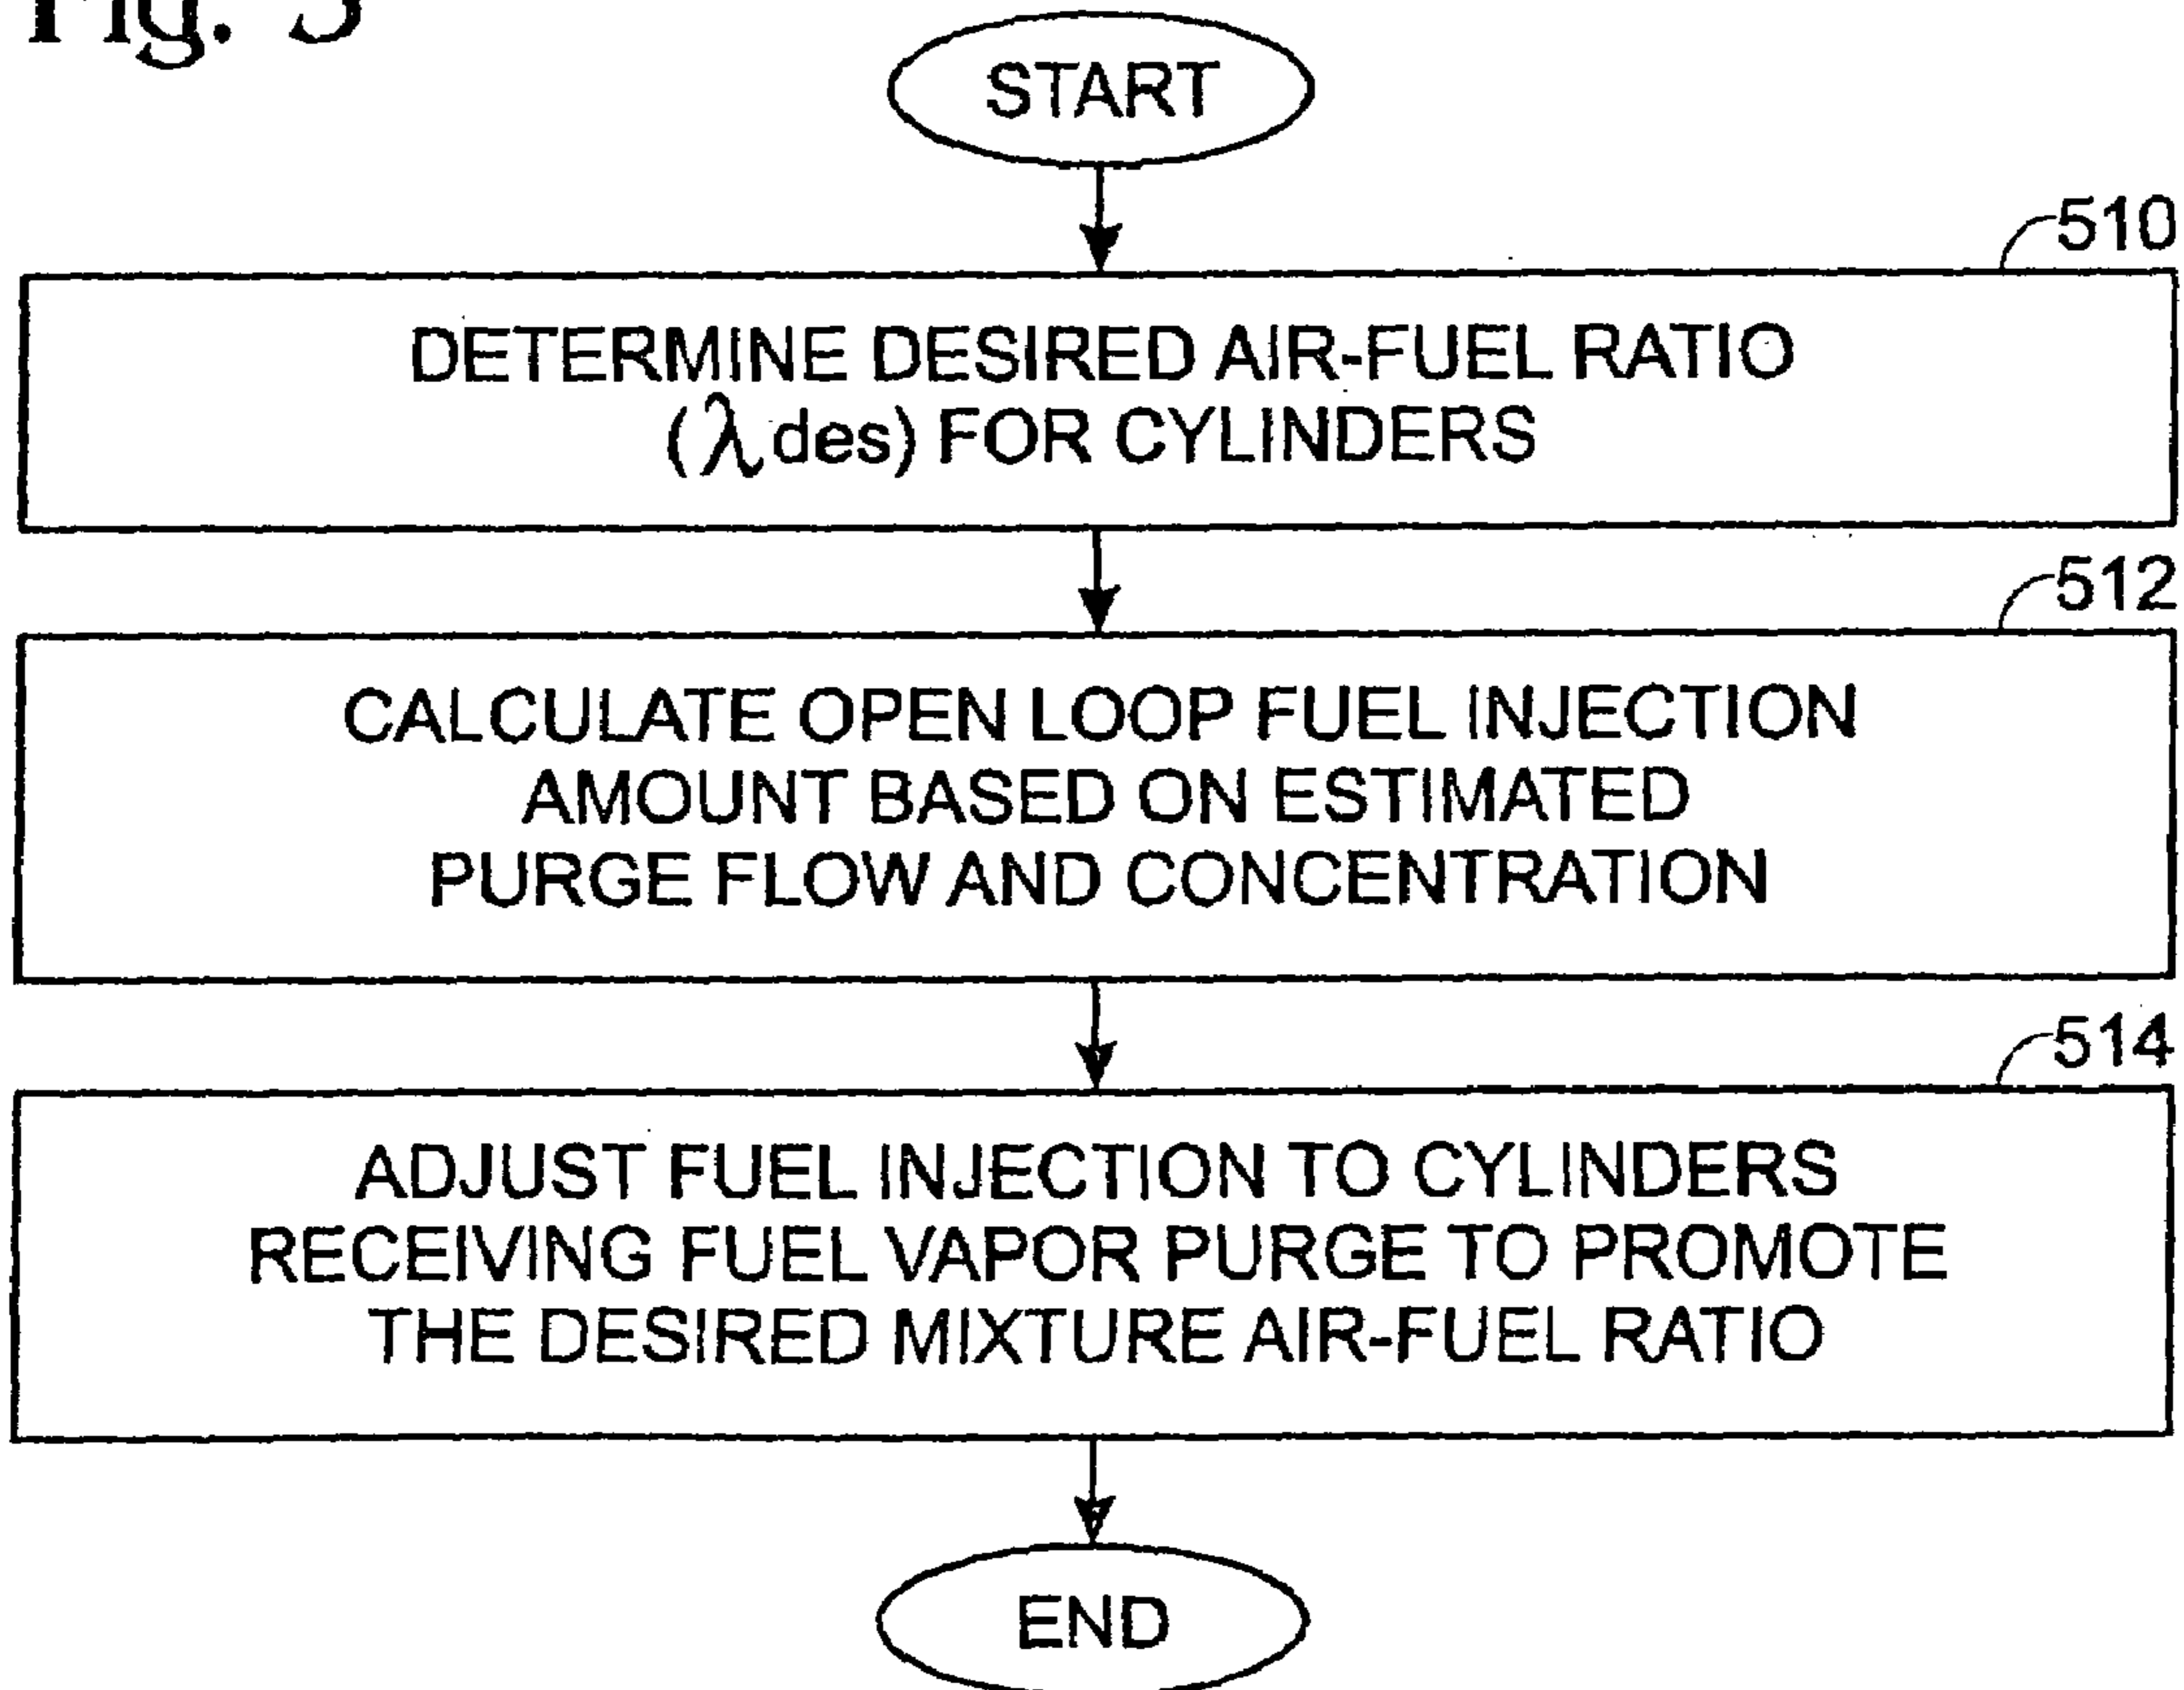 Fig. 5
START
510
DETERMINE DESIRED AIR-FUEL RATIO
(λdes) FOR CYLINDERS
512
CALCULATE OPEN LOOP FUEL INJECTION
AMOUNT BASED ON ESTIMATED
PURGE FLOW AND CONCENTRATION
514
ADJUST FUEL INJECTION TO CYLINDERS
RECEIVING FUEL VAPOR PURGE TO PROMOTE
THE DESIRED MIXTURE AIR-FUEL RATIO
END